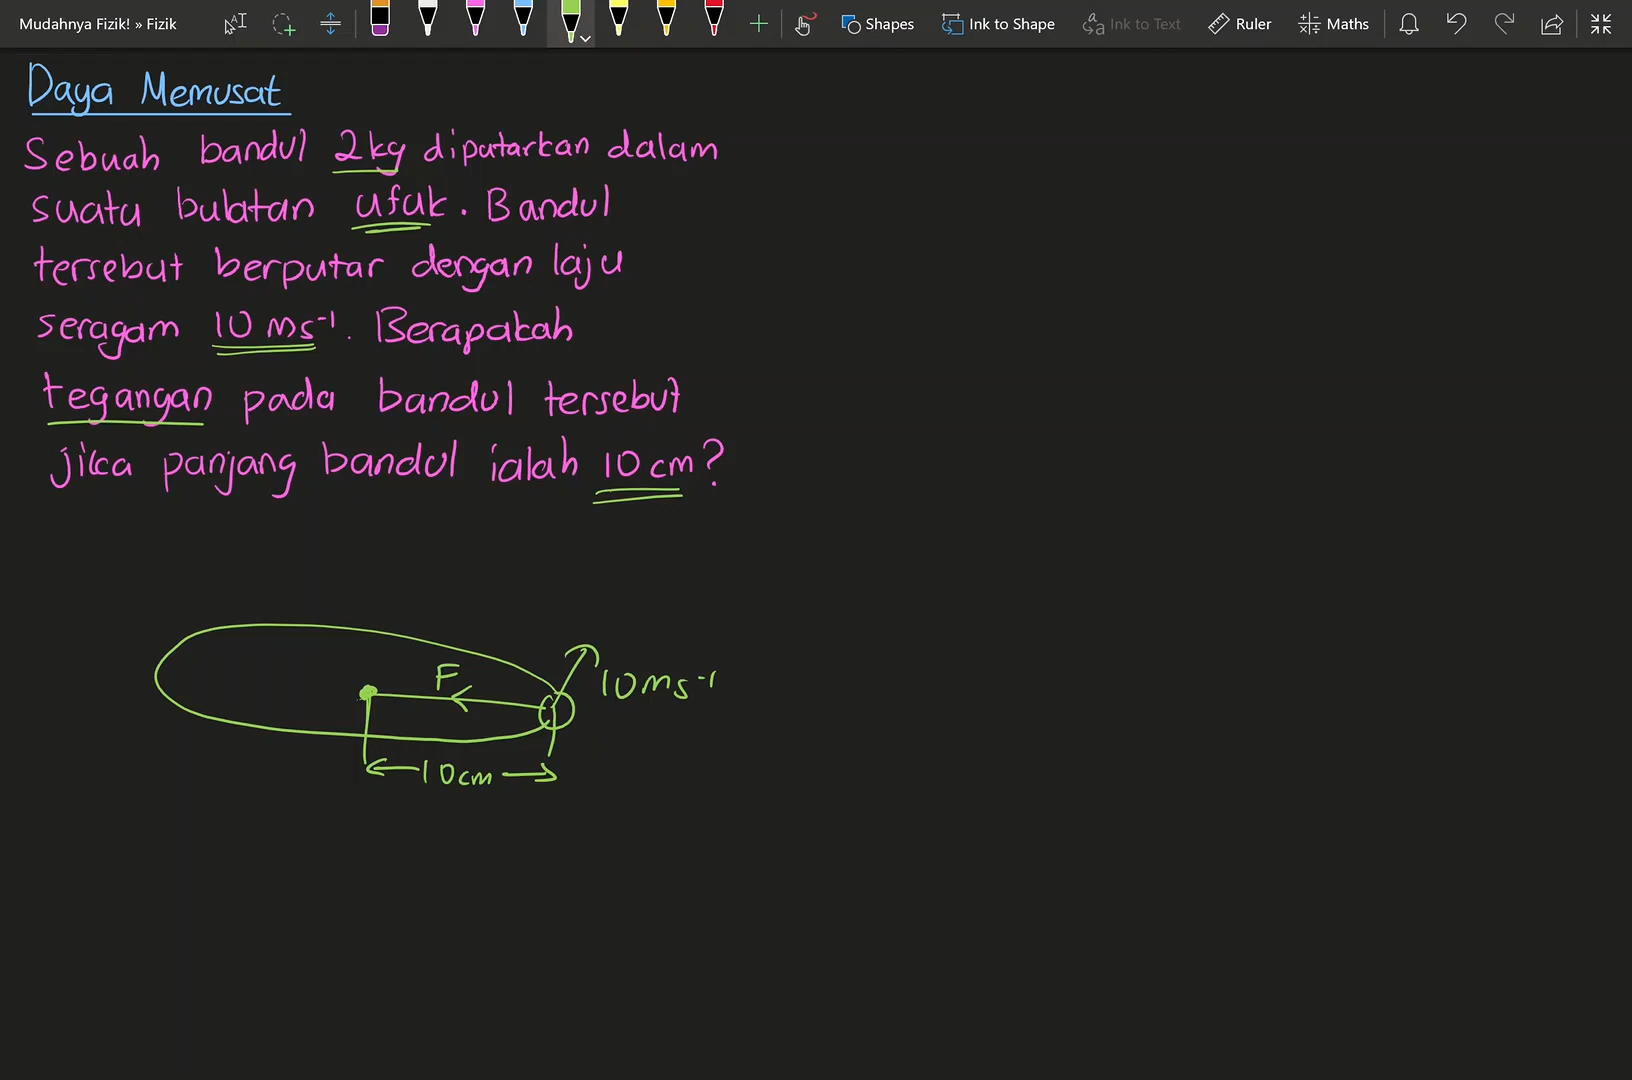 Mudahnya Fizik! » Fizik
Shapes
Ink to Shape
Ink to Text
Ruler
Maths
Daya Memusat
Sebuah bandul 2kg diputarkan dalam
suatu bulatan ufuk. Bandul
tersebut berputar dengan laju
seragam 10 ms⁻¹. Berapakah
tegangan pada bandul tersebut
jika panjang bandul ialah 10 cm?
F
10ms⁻¹
10cm